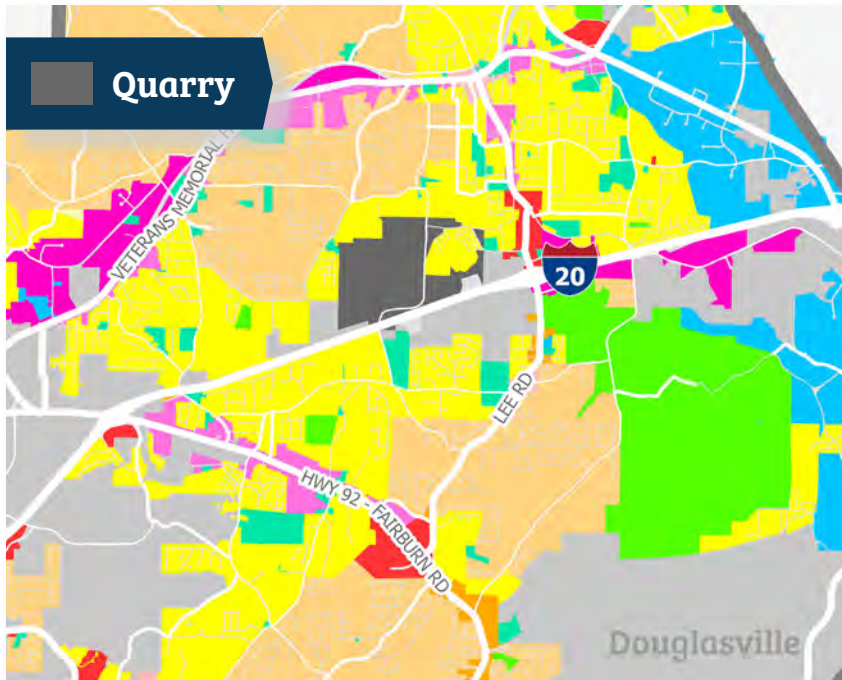 Quarry
VETERANS MEMORIAL H
20
LEE RD
HWY 92 - FAIRBURN RD
Douglasville